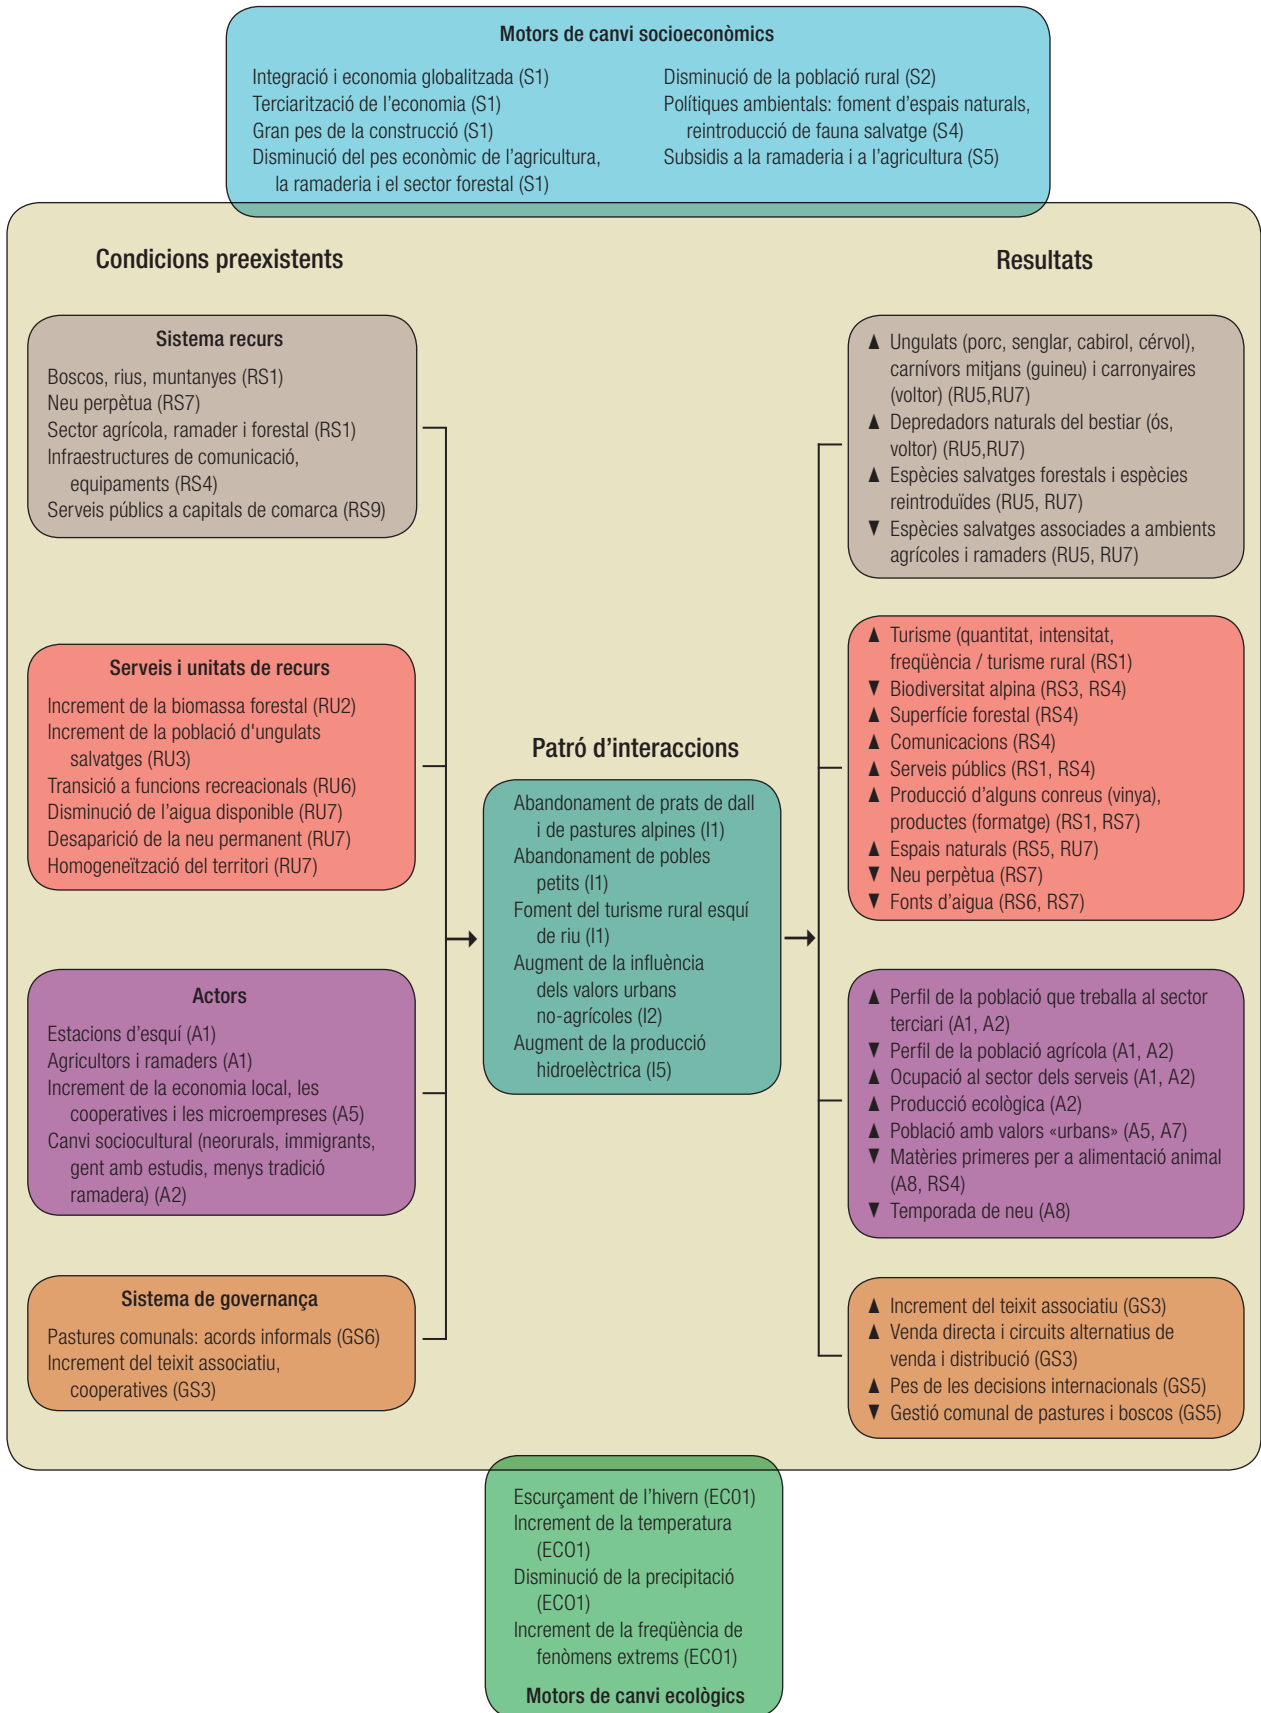 Motors de canvi socioeconòmics
Integració i economia globalitzada (S1)
Terciarització de l’economia (S1)
Gran pes de la construcció (S1)
Disminució del pes econòmic de l’agricultura,
la ramaderia i el sector forestal (S1)
Disminució de la població rural (S2)
Polítiques ambientals: foment d’espais naturals,
reintroducció de fauna salvatge (S4)
Subsidis a la ramaderia i a l’agricultura (S5)
Condicions preexistents
Sistema recurs
Boscos, rius, muntanyes (RS1)
Neu perpètua (RS7)
Sector agrícola, ramader i forestal (RS1)
Infraestructures de comunicació,
equipaments (RS4)
Serveis públics a capitals de comarca (RS9)
Serveis i unitats de recurs
Increment de la biomassa forestal (RU2)
Increment de la població d'ungulats
salvatges (RU3)
Transició a funcions recreacionals (RU6)
Disminució de l’aigua disponible (RU7)
Desaparició de la neu permanent (RU7)
Homogeneïtzació del territori (RU7)
Actors
Estacions d’esquí (A1)
Agricultors i ramaders (A1)
Increment de la economia local, les
cooperatives i les microempreses (A5)
Canvi sociocultural (neorurals, immigrants,
gent amb estudis, menys tradició
ramadera) (A2)
Sistema de governança
Pastures comunals: acords informals (GS6)
Increment del teixit associatiu,
cooperatives (GS3)
Patró d’interaccions
Abandonament de prats de dall
i de pastures alpines (I1)
Abandonament de pobles
petits (I1)
Foment del turisme rural esquí
de riu (I1)
Augment de la influència
dels valors urbans
no-agrícoles (I2)
Augment de la producció
hidroelèctrica (I5)
Resultats
▲ Ungulats (porc, senglar, cabirol, cérvol),
carnívors mitjans (guineu) i carronyaires
(voltor) (RU5,RU7)
▲ Depredadors naturals del bestiar (ós,
voltor) (RU5,RU7)
▲ Espècies salvatges forestals i espècies
reintroduïdes (RU5, RU7)
▼ Espècies salvatges associades a ambients
agrícoles i ramaders (RU5, RU7)
▲ Turisme (quantitat, intensitat,
freqüència / turisme rural (RS1)
▼ Biodiversitat alpina (RS3, RS4)
▲ Superfície forestal (RS4)
▲ Comunicacions (RS4)
▲ Serveis públics (RS1, RS4)
▲ Producció d’alguns conreus (vinya),
productes (formatge) (RS1, RS7)
▲ Espais naturals (RS5, RU7)
▼ Neu perpètua (RS7)
▼ Fonts d’aigua (RS6, RS7)
▲ Perfil de la població que treballa al sector
terciari (A1, A2)
▼ Perfil de la població agrícola (A1, A2)
▲ Ocupació al sector dels serveis (A1, A2)
▲ Producció ecològica (A2)
▲ Població amb valors «urbans» (A5, A7)
▼ Matèries primeres per a alimentació animal
(A8, RS4)
▼ Temporada de neu (A8)
▲ Increment del teixit associatiu (GS3)
▲ Venda directa i circuits alternatius de
venda i distribució (GS3)
▲ Pes de les decisions internacionals (GS5)
▼ Gestió comunal de pastures i boscos (GS5)
Escurçament de l’hivern (ECO1)
Increment de la temperatura
(ECO1)
Disminució de la precipitació
(ECO1)
Increment de la freqüència de
fenòmens extrems (ECO1)
Motors de canvi ecològics